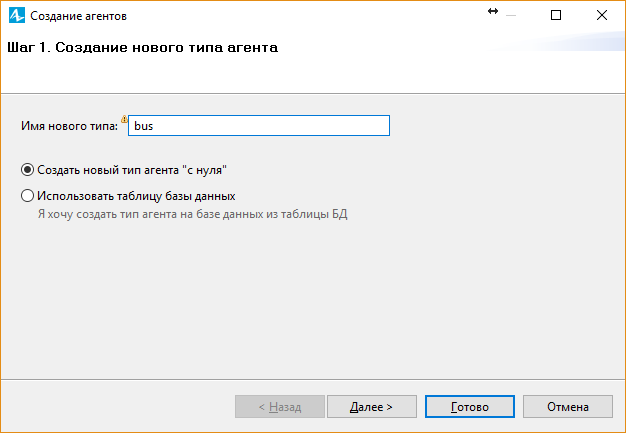 Создание агентов
Шаг 1. Создание нового типа агента
Имя нового типа: bus
Создать новый тип агента "с нуля"
Использовать таблицу базы данных
Я хочу создать тип агента на базе данных из таблицы БД
< Назад Далее > Готово Отмена